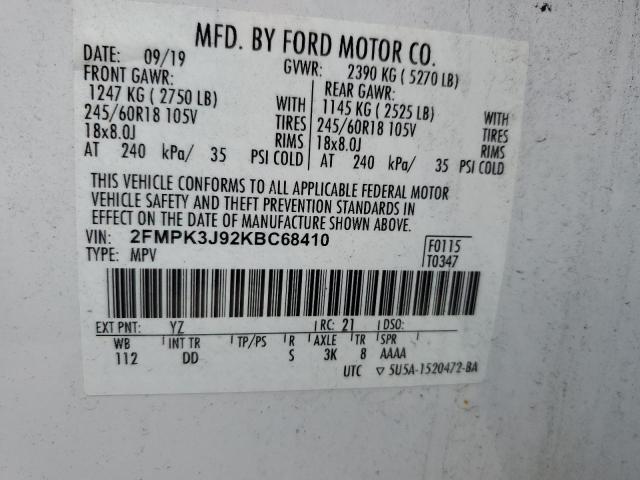 MFD. BY FORD MOTOR CO.
DATE: 09/19 GVWR: 2390 KG ( 5270 LB)
FRONT GAWR: REAR GAWR:
1247 KG ( 2750 LB) WITH 1145 KG ( 2525 LB) WITH
245/60R18 105V TIRES 245/60R18 105V TIRES
18x8.0J RIMS 18x8.0J RIMS
AT 240 kPa/ 35 PSI COLD AT 240 kPa/ 35 PSI COLD
THIS VEHICLE CONFORMS TO ALL APPLICABLE FEDERAL MOTOR
VEHICLE SAFETY AND THEFT PREVENTION STANDARDS IN
EFFECT ON THE DATE OF MANUFACTURE SHOWN ABOVE.
VIN: 2FMPK3J92KBC68410 F0115
TYPE: MPV T0347
EXT PNT: YZ RC: 21 DSO:
WB INT TR TP/PS R AXLE TR SPR
112 DD S 3K 8 AAAA
UTC ▽ 5U5A-1520472-BA